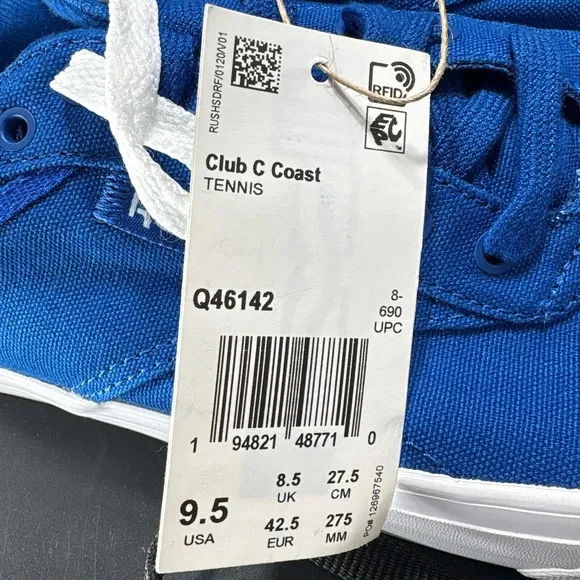 RUSHSDRF/0120/V01
RFID
EPC™
Club C Coast
TENNIS
Q46142
8-
690
UPC
1 94821 48771 0
9.5
USA
8.5
UK
27.5
CM
42.5
EUR
275
MM
PO# 126967540